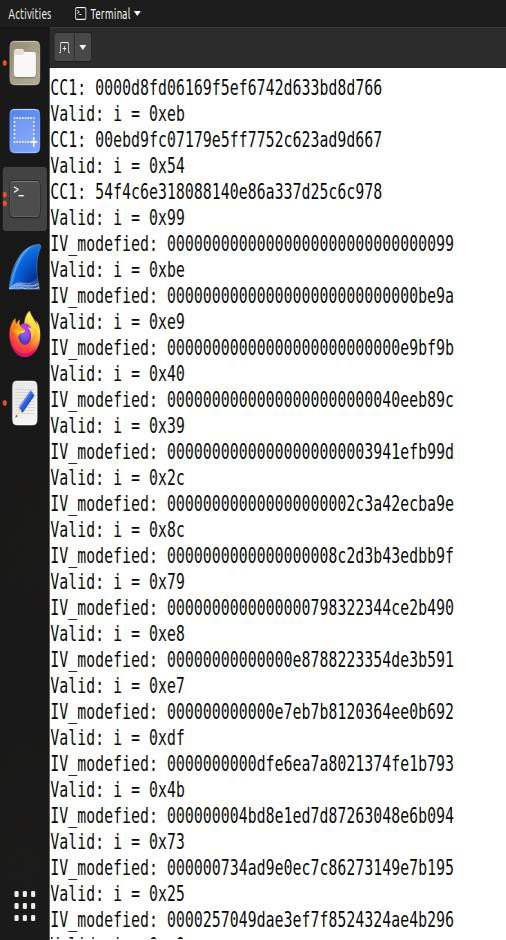 Activities Terminal
CC1: 0000d8fd06169f5ef6742d633bd8d766
Valid: i = 0xeb
CC1: 00ebd9fc07179e5ff7752c623ad9d667
Valid: i = 0x54
CC1: 54f4c6e318088140e86a337d25c6c978
Valid: i = 0x99
IV_modefied: 00000000000000000000000000000099
Valid: i = 0xbe
IV_modefied: 0000000000000000000000000000be9a
Valid: i = 0xe9
IV_modefied: 00000000000000000000000000e9bf9b
Valid: i = 0x40
IV_modefied: 00000000000000000000000040eeb89c
Valid: i = 0x39
IV_modefied: 00000000000000000000003941efb99d
Valid: i = 0x2c
IV_modefied: 000000000000000000002c3a42ecba9e
Valid: i = 0x8c
IV_modefied: 0000000000000000008c2d3b43edbb9f
Valid: i = 0x79
IV_modefied: 0000000000000000798322344ce2b490
Valid: i = 0xe8
IV_modefied: 00000000000000e8788223354de3b591
Valid: i = 0xe7
IV_modefied: 000000000000e7eb7b8120364ee0b692
Valid: i = 0xdf
IV_modefied: 0000000000dfe6ea7a8021374fe1b793
Valid: i = 0x4b
IV_modefied: 000000004bd8e1ed7d87263048e6b094
Valid: i = 0x73
IV_modefied: 000000734ad9e0ec7c86273149e7b195
Valid: i = 0x25
IV_modefied: 0000257049dae3ef7f8524324ae4b296